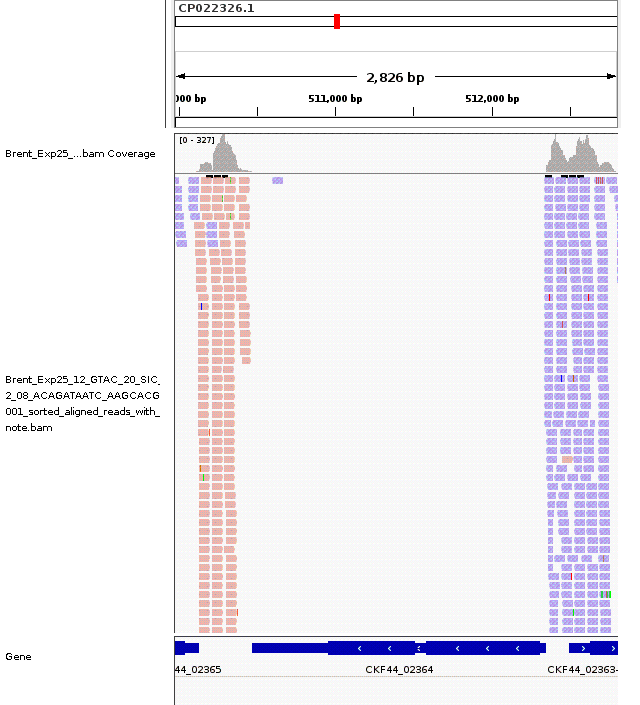 CP022326.1
2,826 bp
000 bp
511,000 bp
512,000 bp
[0 - 327]
Brent_Exp25_...bam Coverage
Brent_Exp25_12_GTAC_20_SIC_
2_08_ACAGATAATC_AAGCACG
001_sorted_aligned_reads_with_
note.bam
Gene
44_02365
CKF44_02364
CKF44_02363-